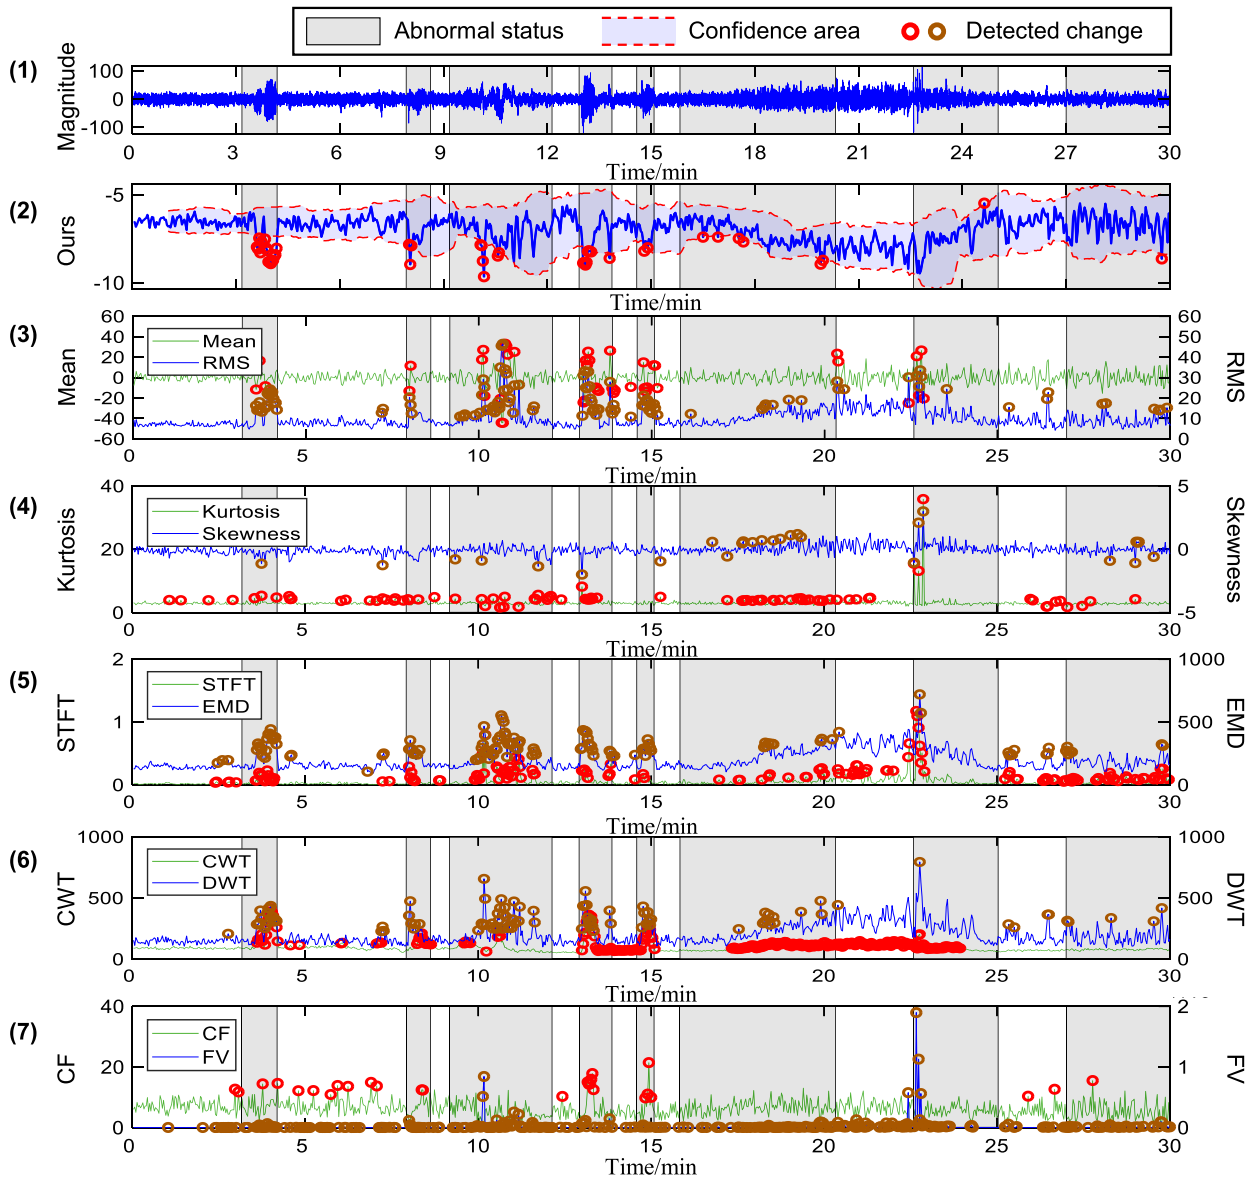 Abnormal status Confidence area Detected change
(1)
Magnitude
100
0
-100
0 3 6 9 12 15 18 21 24 27 30
Time/min
(2)
Ours
-5
-10
Time/min
(3)
Mean
60
40
20
0
-20
-40
-60
Mean
RMS
60
50
40
30
20
10
0
RMS
0 5 10 15 20 25 30
Time/min
(4)
Kurtosis
40
20
0
Kurtosis
Skewness
5
0
-5
Skewness
0 5 10 15 20 25 30
Time/min
(5)
STFT
2
1
0
STFT
EMD
1000
500
0
EMD
0 5 10 15 20 25 30
Time/min
(6)
CWT
1000
500
0
CWT
DWT
1000
500
0
DWT
0 5 10 15 20 25 30
Time/min
(7)
CF
40
20
0
CF
FV
2
1
0
FV
0 5 10 15 20 25 30
Time/min